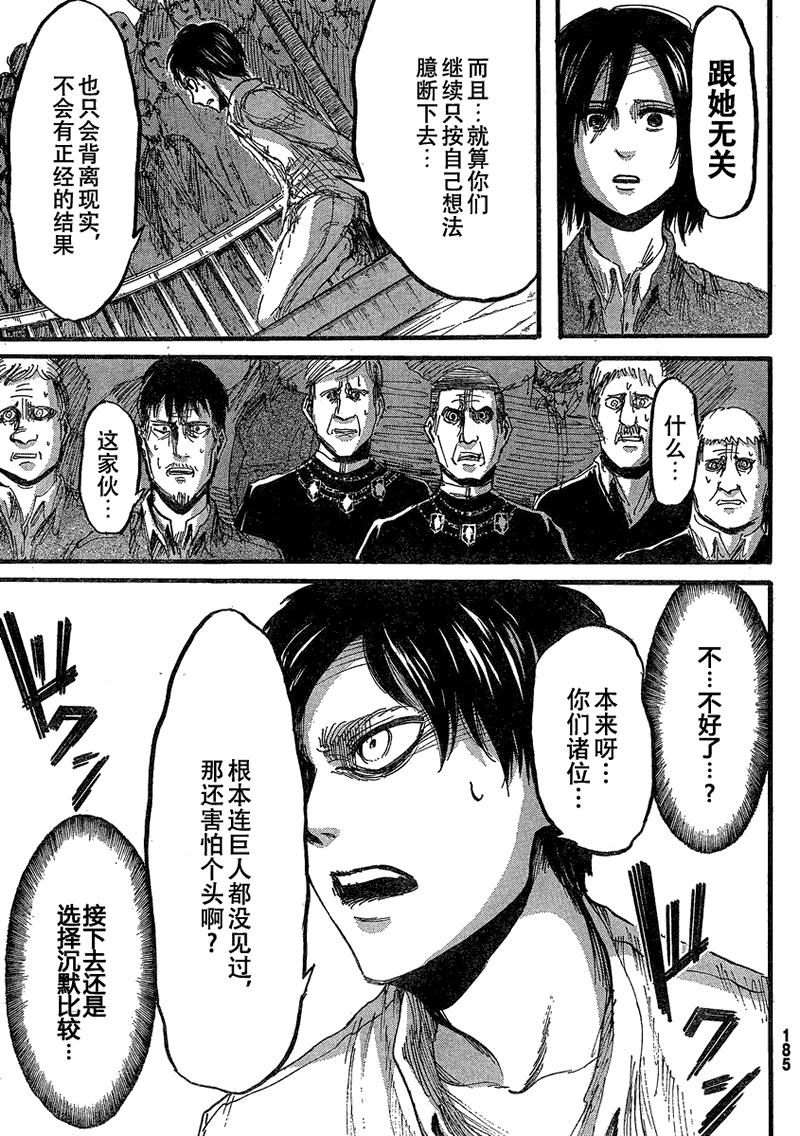 跟她无关
而且…就算你们
继续只按自己想法
臆断下去…
也只会背离现实,
不会有正经的结果
什么…
这家伙…
不…不好了…?
本来呀…
你们诸位…
根本连巨人都没见过,
那还害怕个头啊?
接下去还是
选择沉默比较…
ドクン
ドクン
185